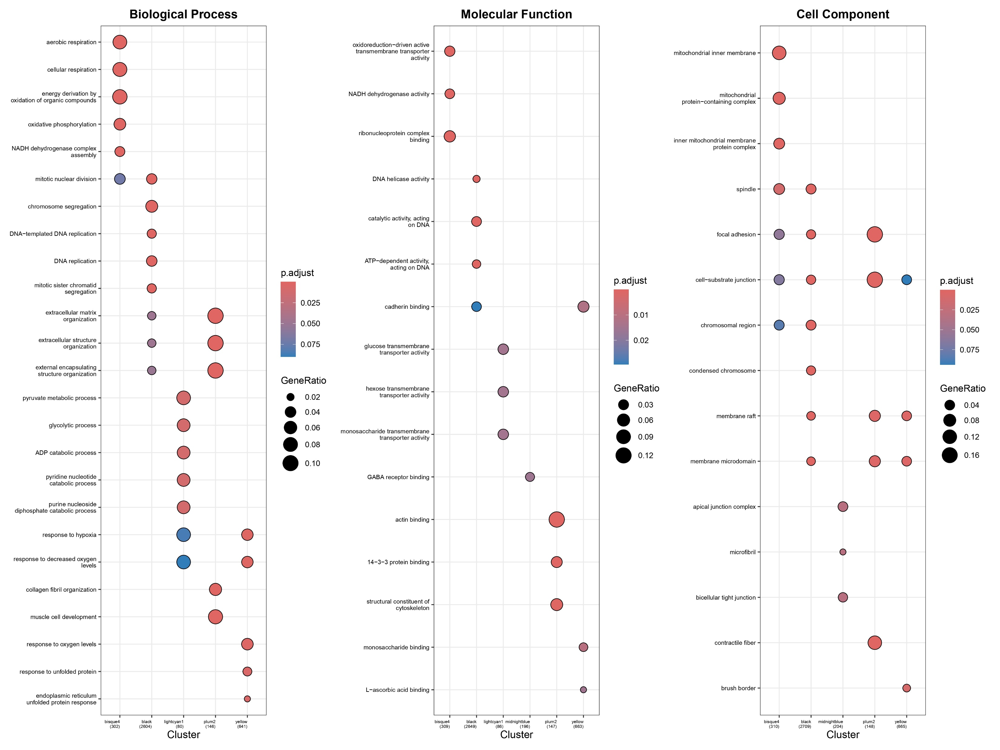 Biological Process
aerobic respiration
cellular respiration
energy derivation by
oxidation of organic compounds
oxidative phosphorylation
NADH dehydrogenase complex
assembly
mitotic nuclear division
chromosome segregation
DNA−templated DNA replication
DNA replication
mitotic sister chromatid
segregation
extracellular matrix
organization
extracellular structure
organization
external encapsulating
structure organization
pyruvate metabolic process
glycolytic process
ADP catabolic process
pyridine nucleotide
catabolic process
purine nucleoside
diphosphate catabolic process
response to hypoxia
response to decreased oxygen
levels
collagen fibril organization
muscle cell development
response to oxygen levels
response to unfolded protein
endoplasmic reticulum
unfolded protein response
bisque4 black lightcyan1 plum2 yellow
(302) (2604) (80) (146) (641)
Cluster
p.adjust
0.025
0.050
0.075
GeneRatio
0.02
0.04
0.06
0.08
0.10
Molecular Function
oxidoreduction−driven active
transmembrane transporter
activity
NADH dehydrogenase activity
ribonucleoprotein complex
binding
DNA helicase activity
catalytic activity, acting
on DNA
ATP−dependent activity,
acting on DNA
cadherin binding
glucose transmembrane
transporter activity
hexose transmembrane
transporter activity
monosaccharide transmembrane
transporter activity
GABA receptor binding
actin binding
14−3−3 protein binding
structural constituent of
cytoskeleton
monosaccharide binding
L−ascorbic acid binding
bisque4 black lightcyan1 midnightblue plum2 yellow
(309) (2649) (86) (196) (147) (663)
Cluster
p.adjust
0.01
0.02
GeneRatio
0.03
0.06
0.09
0.12
Cell Component
mitochondrial inner membrane
mitochondrial
protein−containing complex
inner mitochondrial membrane
protein complex
spindle
focal adhesion
cell−substrate junction
chromosomal region
condensed chromosome
membrane raft
membrane microdomain
apical junction complex
microfibril
bicellular tight junction
contractile fiber
brush border
bisque4 black midnightblue plum2 yellow
(310) (2709) (204) (148) (665)
Cluster
p.adjust
0.025
0.050
0.075
GeneRatio
0.04
0.08
0.12
0.16